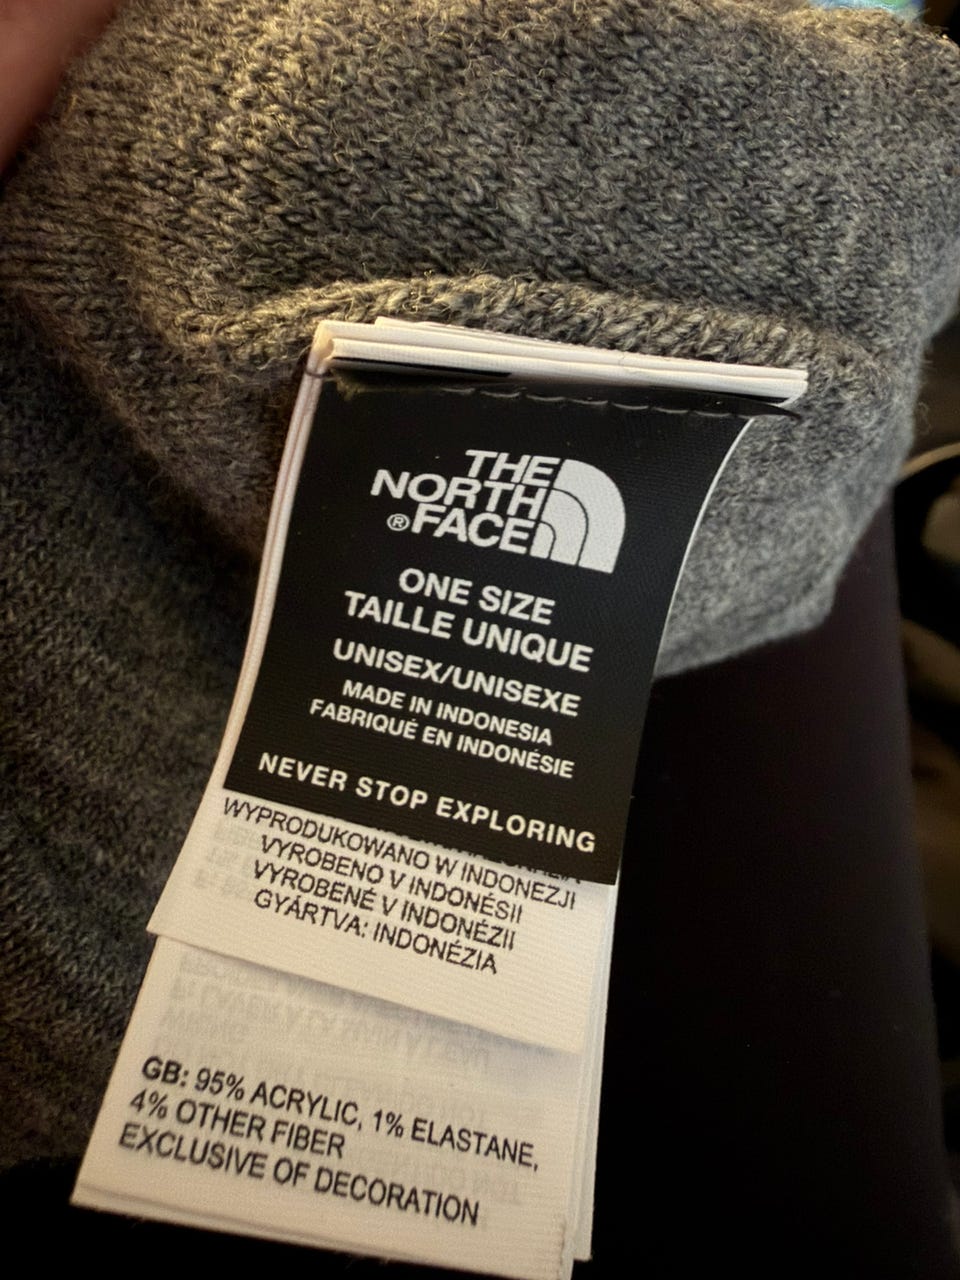 THE
NORTH
® FACE
ONE SIZE
TAILLE UNIQUE
UNISEX/UNISEXE
MADE IN INDONESIA
FABRIQUÉ EN INDONÉSIE
NEVER STOP EXPLORING
WYPRODUKOWANO W INDONEZJI
VYROBENO V INDONÉSII
VYROBENÉ V INDONÉZII
GYÁRTVA: INDONÉZIA
GB: 95% ACRYLIC, 1% ELASTANE,
4% OTHER FIBER
EXCLUSIVE OF DECORATION